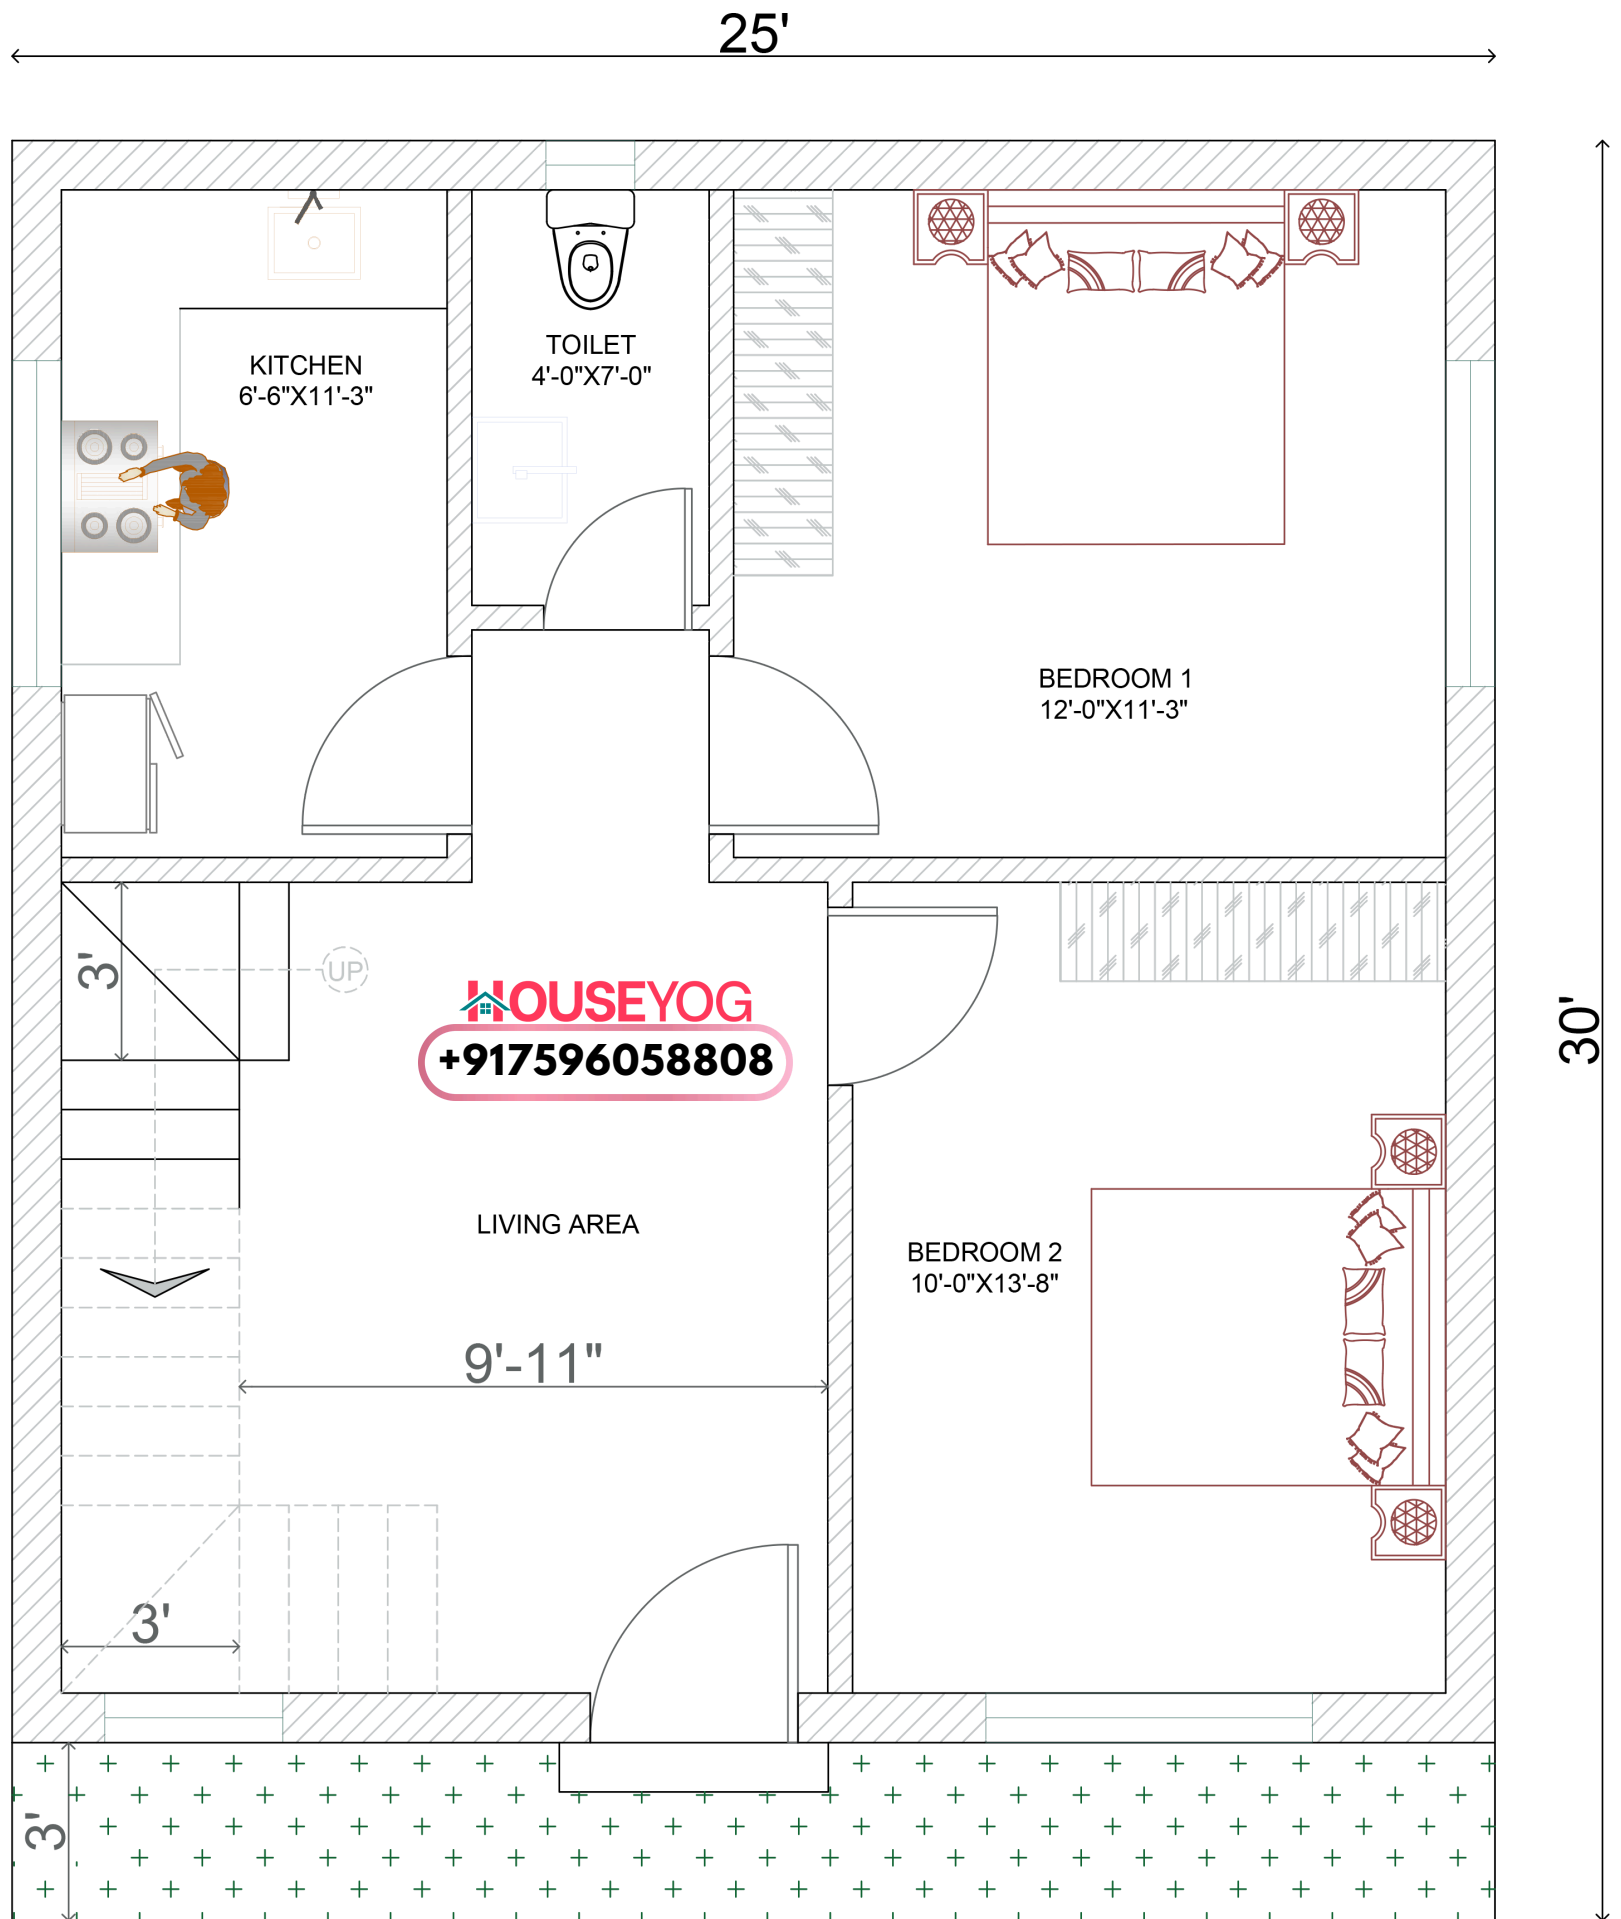 25'
KITCHEN
6'-6"X11'-3"
TOILET
4'-0"X7'-0"
BEDROOM 1
12'-0"X11'-3"
3'
UP
HOUSEYOG
+917596058808
30'
LIVING AREA
BEDROOM 2
10'-0"X13'-8"
9'-11"
3'
3'